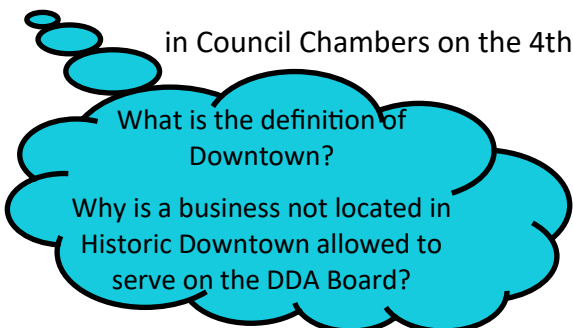 in Council Chambers on the 4th
What is the definition of
Downtown?
Why is a business not located in
Historic Downtown allowed to
serve on the DDA Board?